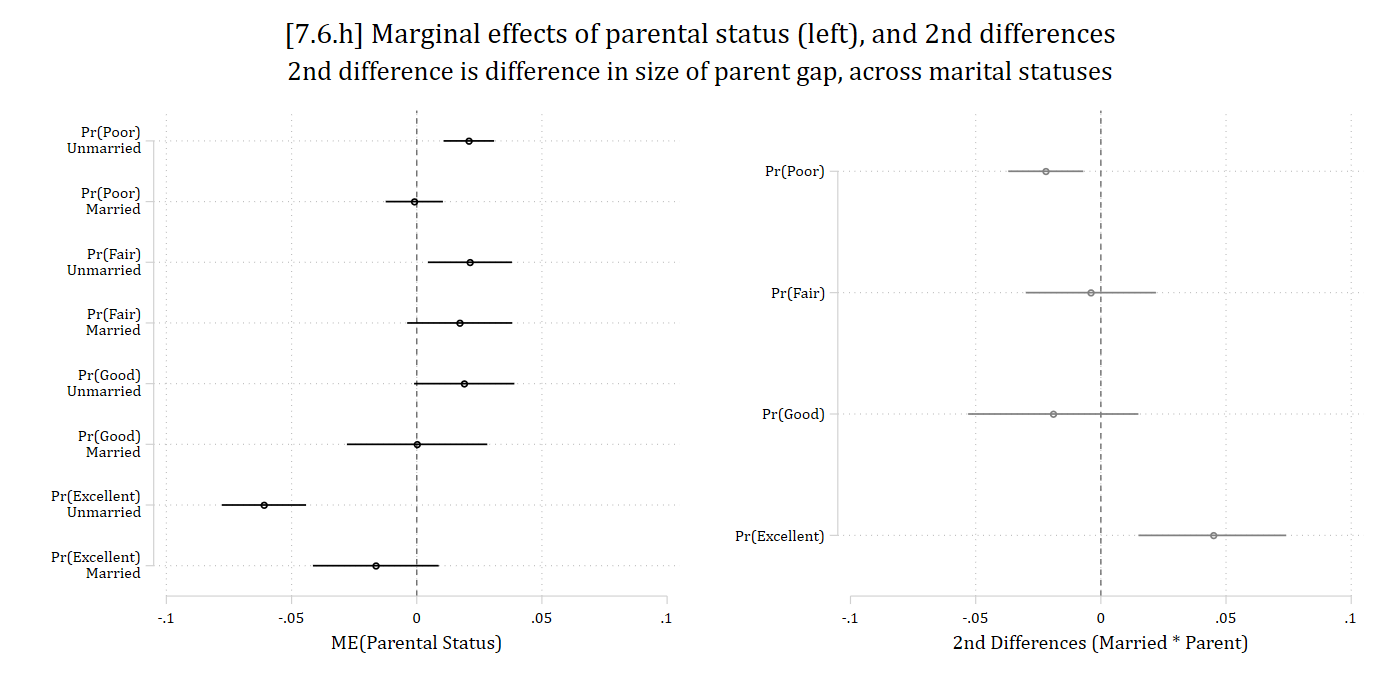 [7.6.h] Marginal effects of parental status (left), and 2nd differences
2nd difference is difference in size of parent gap, across marital statuses
Pr(Poor)
Unmarried
Pr(Poor)
Married
Pr(Fair)
Unmarried
Pr(Fair)
Married
Pr(Good)
Unmarried
Pr(Good)
Married
Pr(Excellent)
Unmarried
Pr(Excellent)
Married
-.1 -.05 0 .05 .1
ME(Parental Status)
Pr(Poor)
Pr(Fair)
Pr(Good)
Pr(Excellent)
-.1 -.05 0 .05 .1
2nd Differences (Married * Parent)